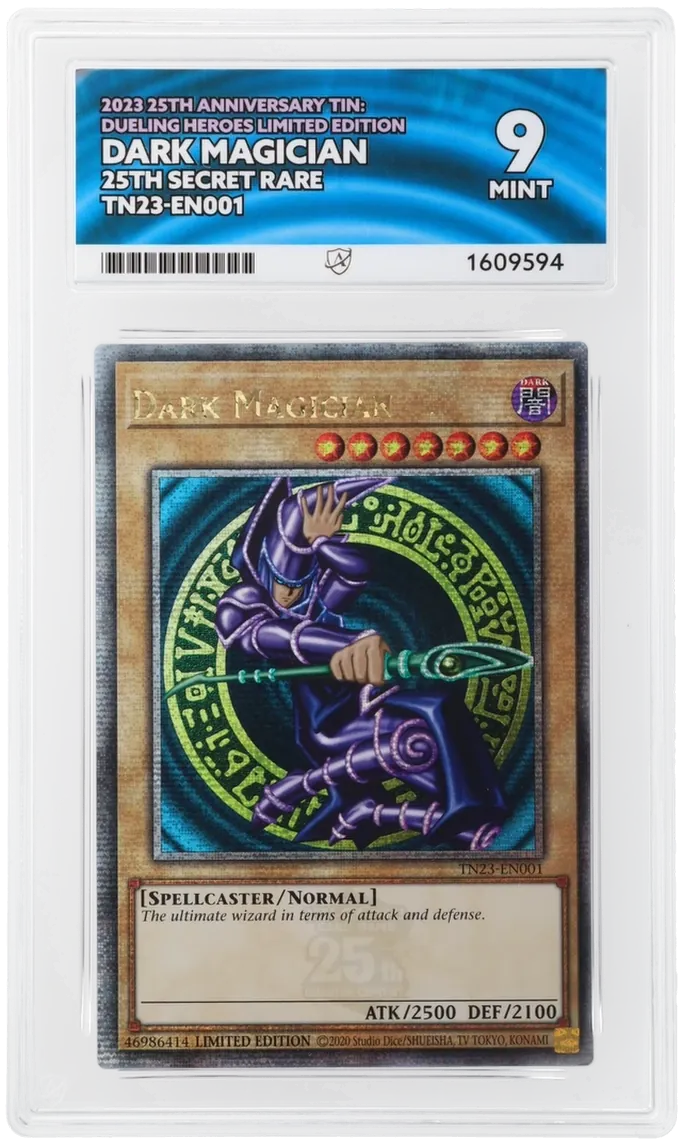 2023 25TH ANNIVERSARY TIN:
DUELING HEROES LIMITED EDITION
DARK MAGICIAN
25TH SECRET RARE
TN23-EN001
9
MINT
1609594
DARK MAGICIAN
DARK
闇
TN23-EN001
[SPELLCASTER/NORMAL]
The ultimate wizard in terms of attack and defense.
25th
ATK/2500 DEF/2100
46986414 LIMITED EDITION ©2020 Studio Dice/SHUEISHA, TV TOKYO, KONAMI